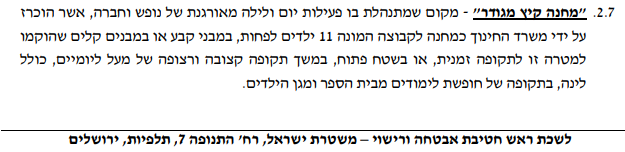 2.7. "מחנה קיץ מגודר" - מקום שמתנהלת בו פעילות יום ולילה מאורגנת של נופש וחברה, אשר הוכרז
על ידי משרד החינוך כמחנה לקבוצה המונה 11 ילדים לפחות, במבני קבע או במבנים קלים שהוקמו
למטרה זו לתקופה זמנית, או בשטח פתוח, במשך תקופה קצובה ורצופה של מעל ליומיים, כולל
לינה, בתקופה של חופשת לימודים מבית הספר ומגן הילדים.
לשכת ראש חטיבת אבטחה ורישוי – משטרת ישראל, רח' התנופה 7, תלפיות, ירושלים